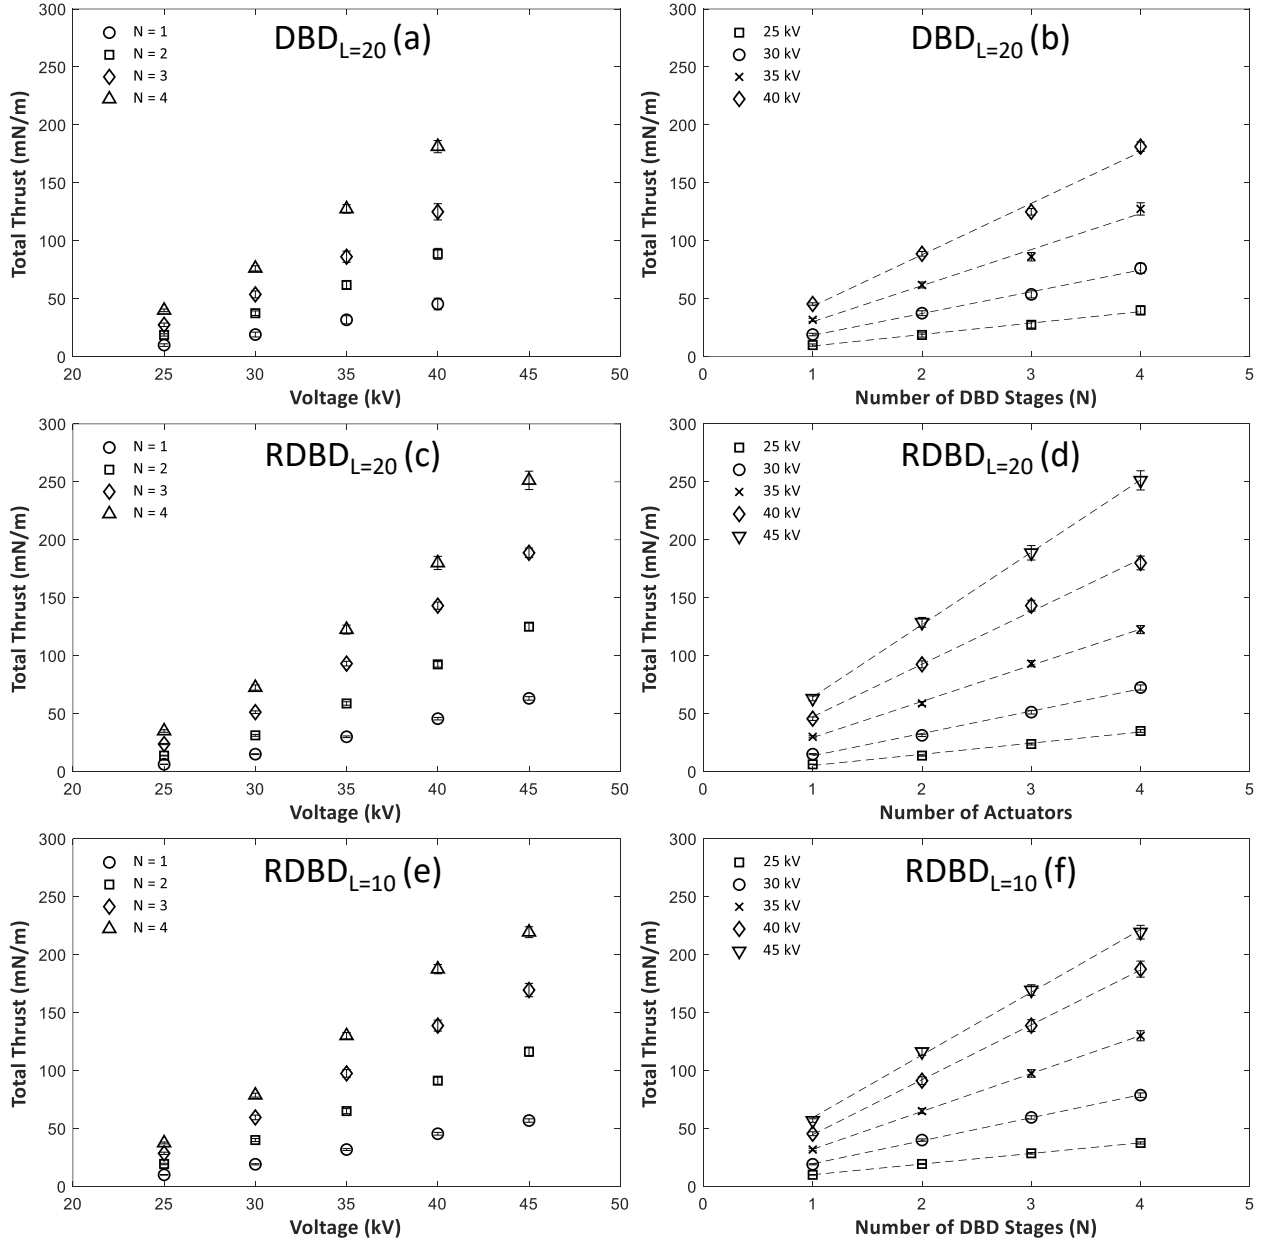 DBD_L=20 (a)
N = 1
N = 2
N = 3
N = 4
Total Thrust (mN/m)
300
250
200
150
100
50
0
20 25 30 35 40 45 50
Voltage (kV)
DBD_L=20 (b)
25 kV
30 kV
35 kV
40 kV
Total Thrust (mN/m)
300
250
200
150
100
50
0
0 1 2 3 4 5
Number of DBD Stages (N)
RDBD_L=20 (c)
N = 1
N = 2
N = 3
N = 4
Total Thrust (mN/m)
300
250
200
150
100
50
0
20 25 30 35 40 45 50
Voltage (kV)
RDBD_L=20 (d)
25 kV
30 kV
35 kV
40 kV
45 kV
Total Thrust (mN/m)
300
250
200
150
100
50
0
0 1 2 3 4 5
Number of Actuators
RDBD_L=10 (e)
N = 1
N = 2
N = 3
N = 4
Total Thrust (mN/m)
300
250
200
150
100
50
0
20 25 30 35 40 45 50
Voltage (kV)
RDBD_L=10 (f)
25 kV
30 kV
35 kV
40 kV
45 kV
Total Thrust (mN/m)
300
250
200
150
100
50
0
0 1 2 3 4 5
Number of DBD Stages (N)